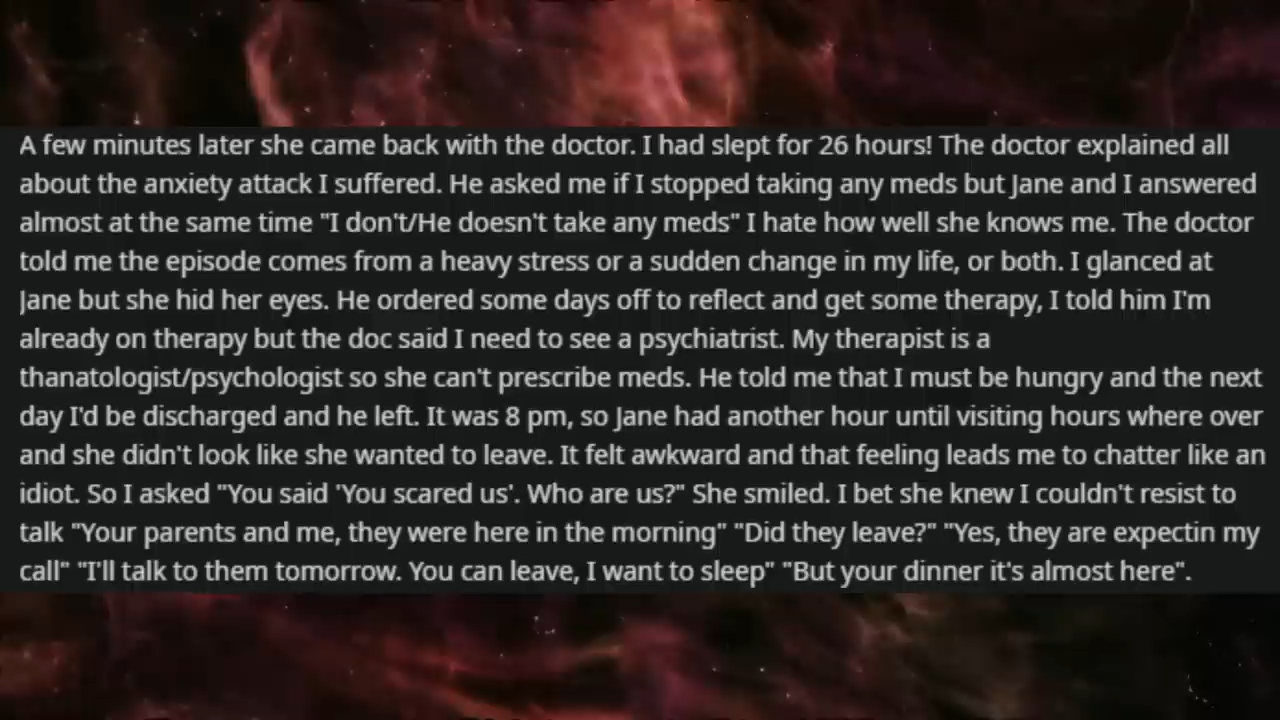 A few minutes later she came back with the doctor. I had slept for 26 hours! The doctor explained all
about the anxiety attack I suffered. He asked me if I stopped taking any meds but Jane and I answered
almost at the same time "I don't/He doesn't take any meds" I hate how well she knows me. The doctor
told me the episode comes from a heavy stress or a sudden change in my life, or both. I glanced at
Jane but she hid her eyes. He ordered some days off to reflect and get some therapy, I told him I'm
already on therapy but the doc said I need to see a psychiatrist. My therapist is a
thanatologist/psychologist so she can't prescribe meds. He told me that I must be hungry and the next
day I'd be discharged and he left. It was 8 pm, so Jane had another hour until visiting hours where over
and she didn't look like she wanted to leave. It felt awkward and that feeling leads me to chatter like an
idiot. So I asked "You said 'You scared us'. Who are us?" She smiled. I bet she knew I couldn't resist to
talk "Your parents and me, they were here in the morning" "Did they leave?" "Yes, they are expectin my
call" "I'll talk to them tomorrow. You can leave, I want to sleep" "But your dinner it's almost here".